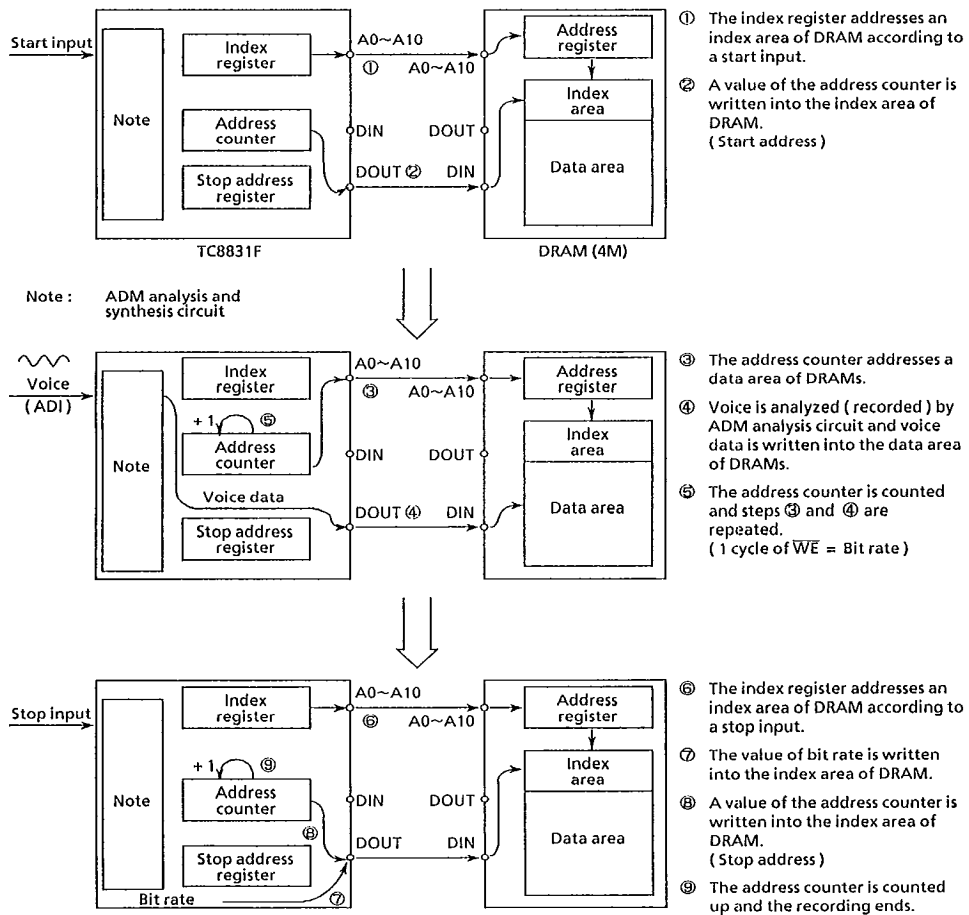 Start input
Note
Index
register
Address
counter
Stop address
register
TC8831F
A0~A10
①
A0~A10
DIN
DOUT
DOUT ②
DIN
Address
register
Index
area
Data area
DRAM (4M)
① The index register addresses an
index area of DRAM according to
a start input.
② A value of the address counter is
written into the index area of
DRAM.
( Start address )
Note :
ADM analysis and
synthesis circuit
Voice
( ADI )
Note
Index
register
+ 1
⑤
Address
counter
Voice data
Stop address
register
A0~A10
③
A0~A10
DIN
DOUT
DOUT ④
DIN
Address
register
Index
area
Data area
③ The address counter addresses a
data area of DRAMs.
④ Voice is analyzed ( recorded ) by
ADM analysis circuit and voice
data is written into the data area
of DRAMs.
⑤ The address counter is counted
and steps ③ and ④ are
repeated.
( 1 cycle of W̅E̅ = Bit rate )
Stop input
Note
Index
register
+ 1
⑨
Address
counter
⑧
Stop address
register
Bit rate
⑦
A0~A10
⑥
A0~A10
DIN
DOUT
DOUT
DIN
Address
register
Index
area
Data area
⑥ The index register addresses an
index area of DRAM according to
a stop input.
⑦ The value of bit rate is written
into the index area of DRAM.
⑧ A value of the address counter is
written into the index area of
DRAM.
( Stop address )
⑨ The address counter is counted
up and the recording ends.